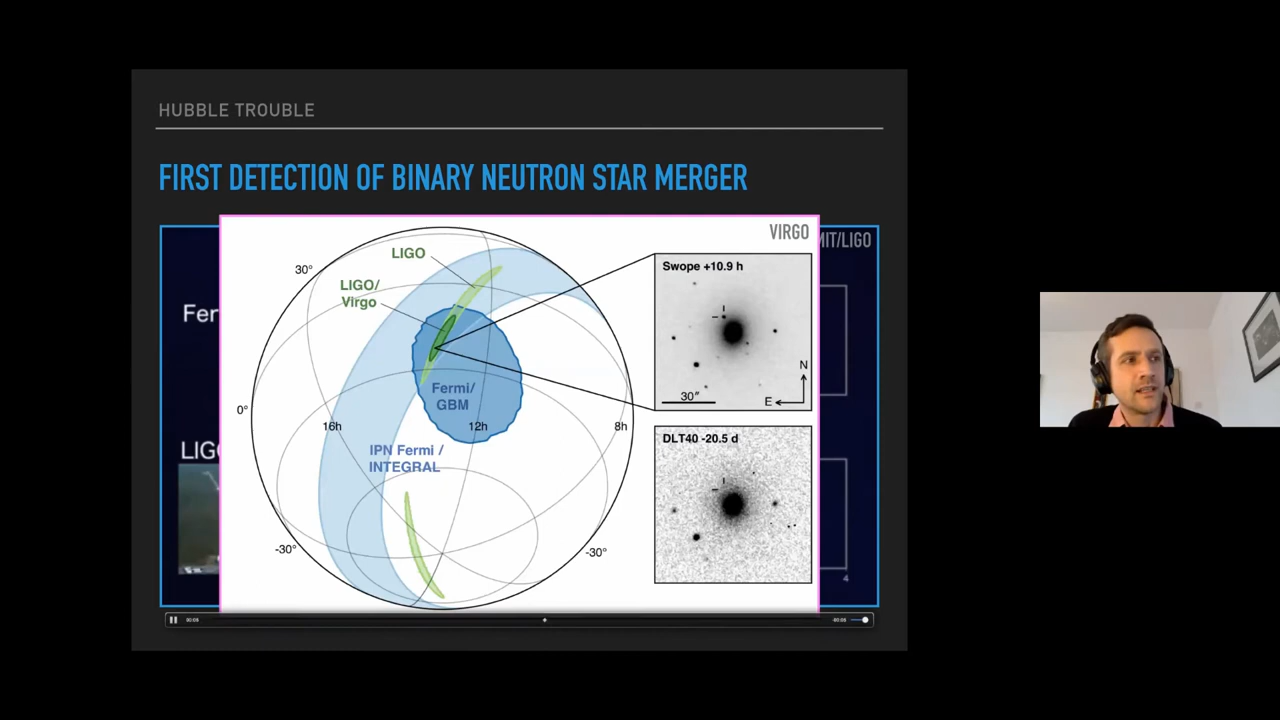 HUBBLE TROUBLE
FIRST DETECTION OF BINARY NEUTRON STAR MERGER
VIRGO
MIT/LIGO
Fer
LIGO
LIGO
LIGO/
Virgo
30°
0°
-30°
-30°
16h
12h
8h
Fermi/
GBM
IPN Fermi /
INTEGRAL
Swope +10.9 h
N
E
30"
DLT40 -20.5 d
4